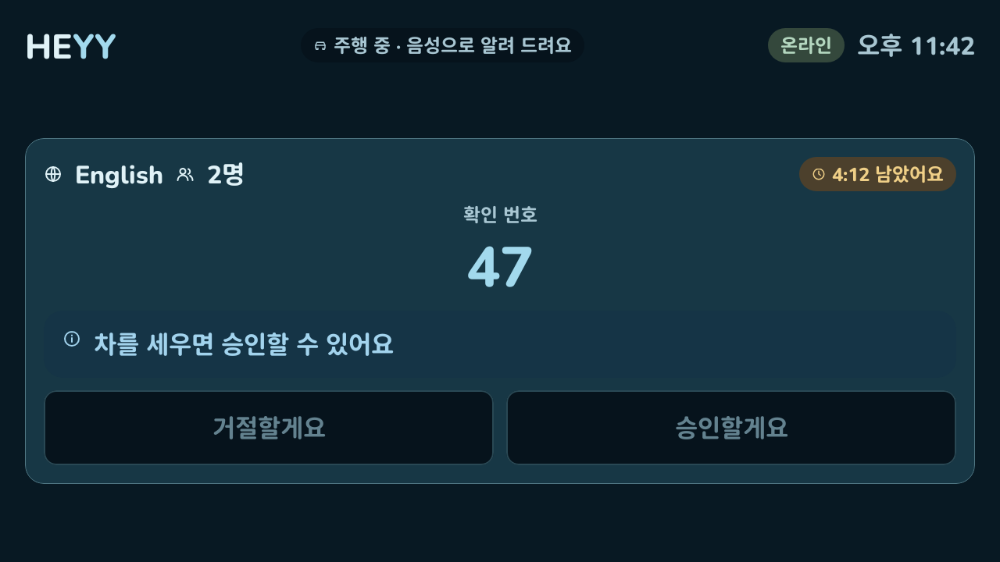 HEYY
주행 중 · 음성으로 알려 드려요
온라인
오후 11:42
English 2명
4:12 남았어요
확인 번호
47
차를 세우면 승인할 수 있어요
거절할게요
승인할게요